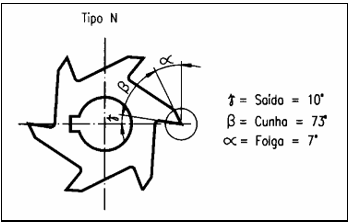 Tipo N
α
β
γ
γ = Saída = 10°
β = Cunha = 73°
α = Folga = 7°